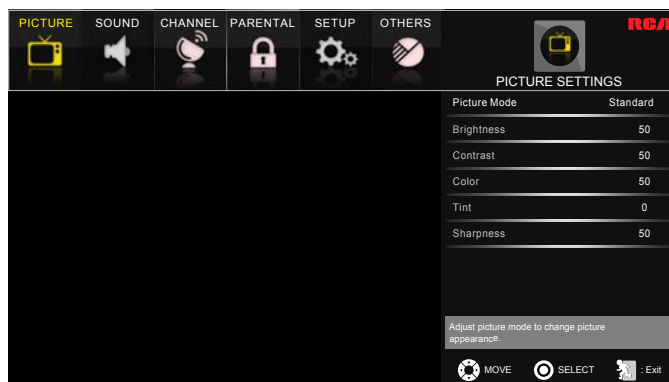 PICTURE SOUND CHANNEL PARENTAL SETUP OTHERS
RCA
PICTURE SETTINGS
Picture Mode Standard
Brightness 50
Contrast 50
Color 50
Tint 0
Sharpness 50
Adjust picture mode to change picture
appearance.
MOVE SELECT : Exit